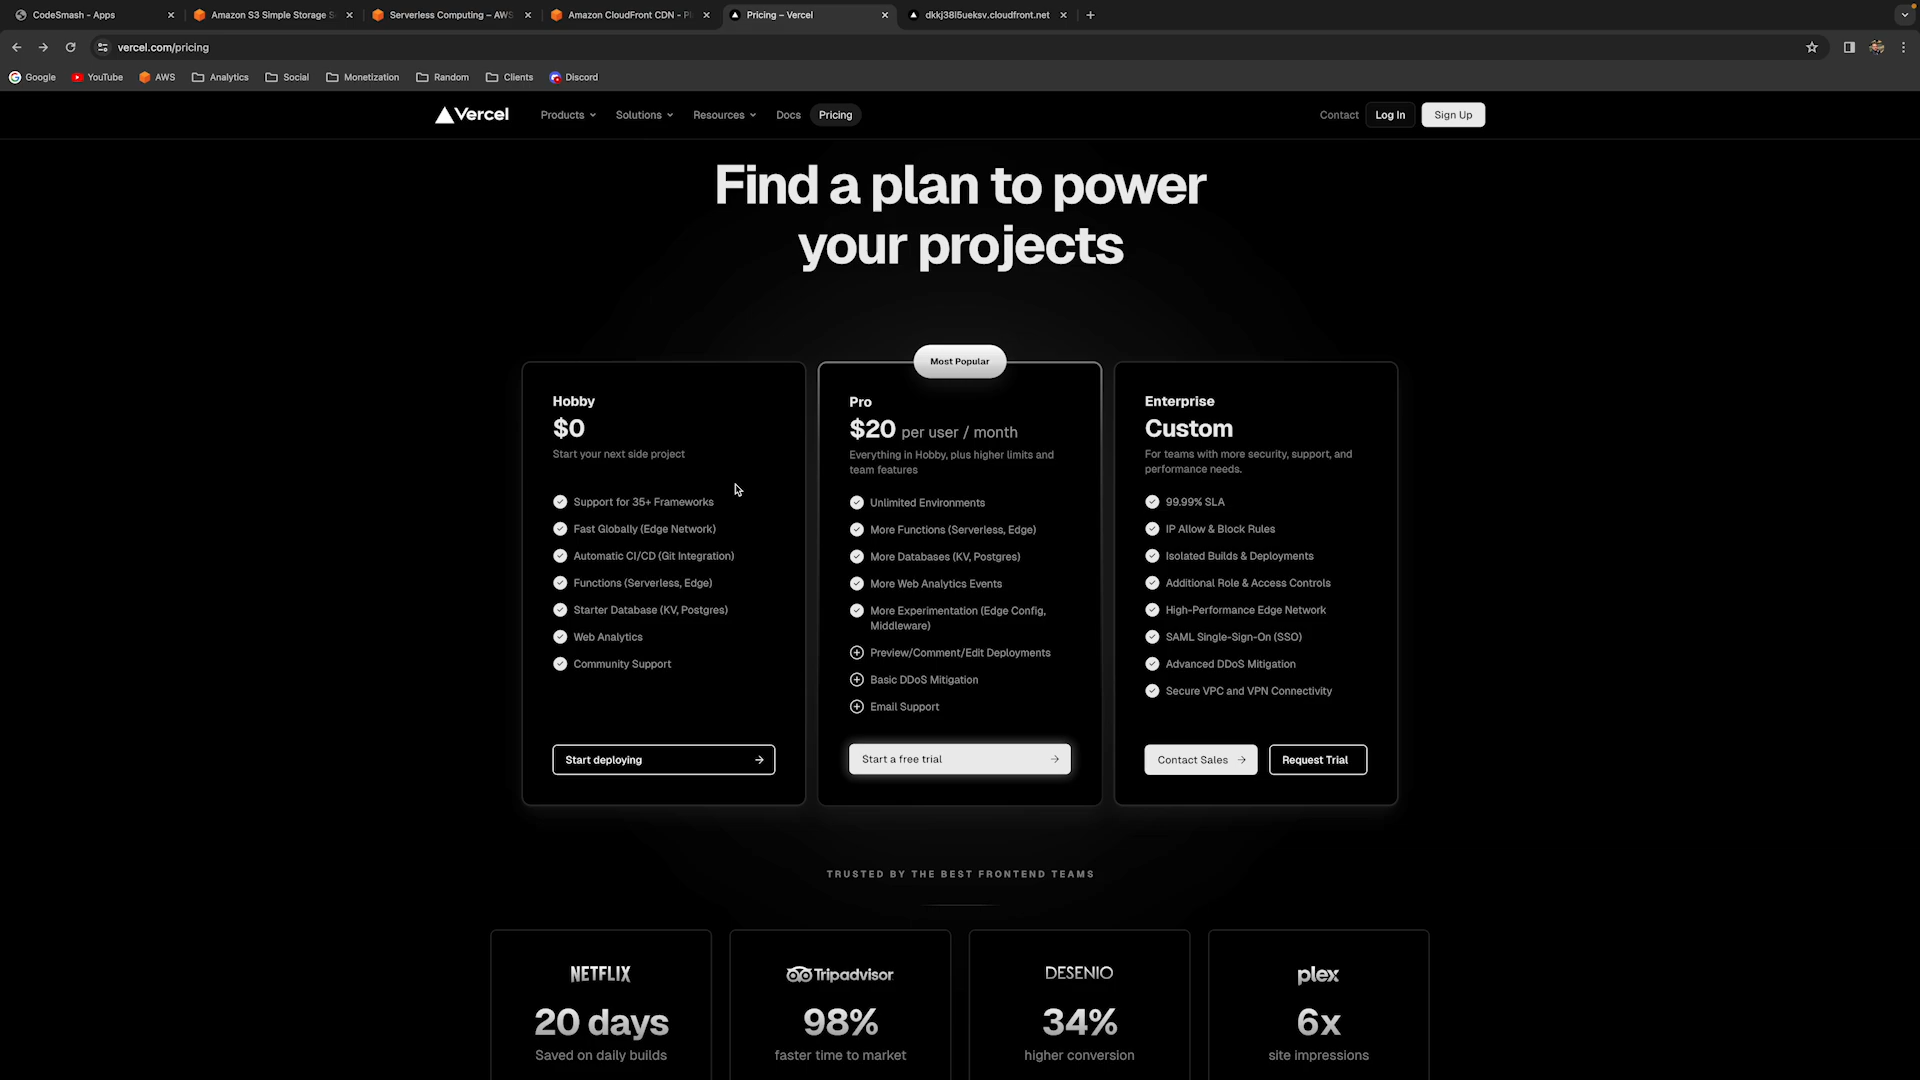 CodeSmash - Apps
Amazon S3 Simple Storage S
Serverless Computing – AWS
Amazon CloudFront CDN - P
Pricing – Vercel
dkkj38l5ueksv.cloudfront.net
vercel.com/pricing
Google
YouTube
AWS
Analytics
Social
Monetization
Random
Clients
Discord
Vercel
Products
Solutions
Resources
Docs
Pricing
Contact
Log In
Sign Up
Find a plan to power
your projects
Hobby
$0
Start your next side project
Support for 35+ Frameworks
Fast Globally (Edge Network)
Automatic CI/CD (Git Integration)
Functions (Serverless, Edge)
Starter Database (KV, Postgres)
Web Analytics
Community Support
Start deploying
Most Popular
Pro
$20 per user / month
Everything in Hobby, plus higher limits and
team features
Unlimited Environments
More Functions (Serverless, Edge)
More Databases (KV, Postgres)
More Web Analytics Events
More Experimentation (Edge Config,
Middleware)
Preview/Comment/Edit Deployments
Basic DDoS Mitigation
Email Support
Start a free trial
Enterprise
Custom
For teams with more security, support, and
performance needs.
99.99% SLA
IP Allow & Block Rules
Isolated Builds & Deployments
Additional Role & Access Controls
High-Performance Edge Network
SAML Single-Sign-On (SSO)
Advanced DDoS Mitigation
Secure VPC and VPN Connectivity
Contact Sales
Request Trial
TRUSTED BY THE BEST FRONTEND TEAMS
NETFLIX
20 days
Saved on daily builds
Tripadvisor
98%
faster time to market
DESENIO
34%
higher conversion
plex
6x
site impressions